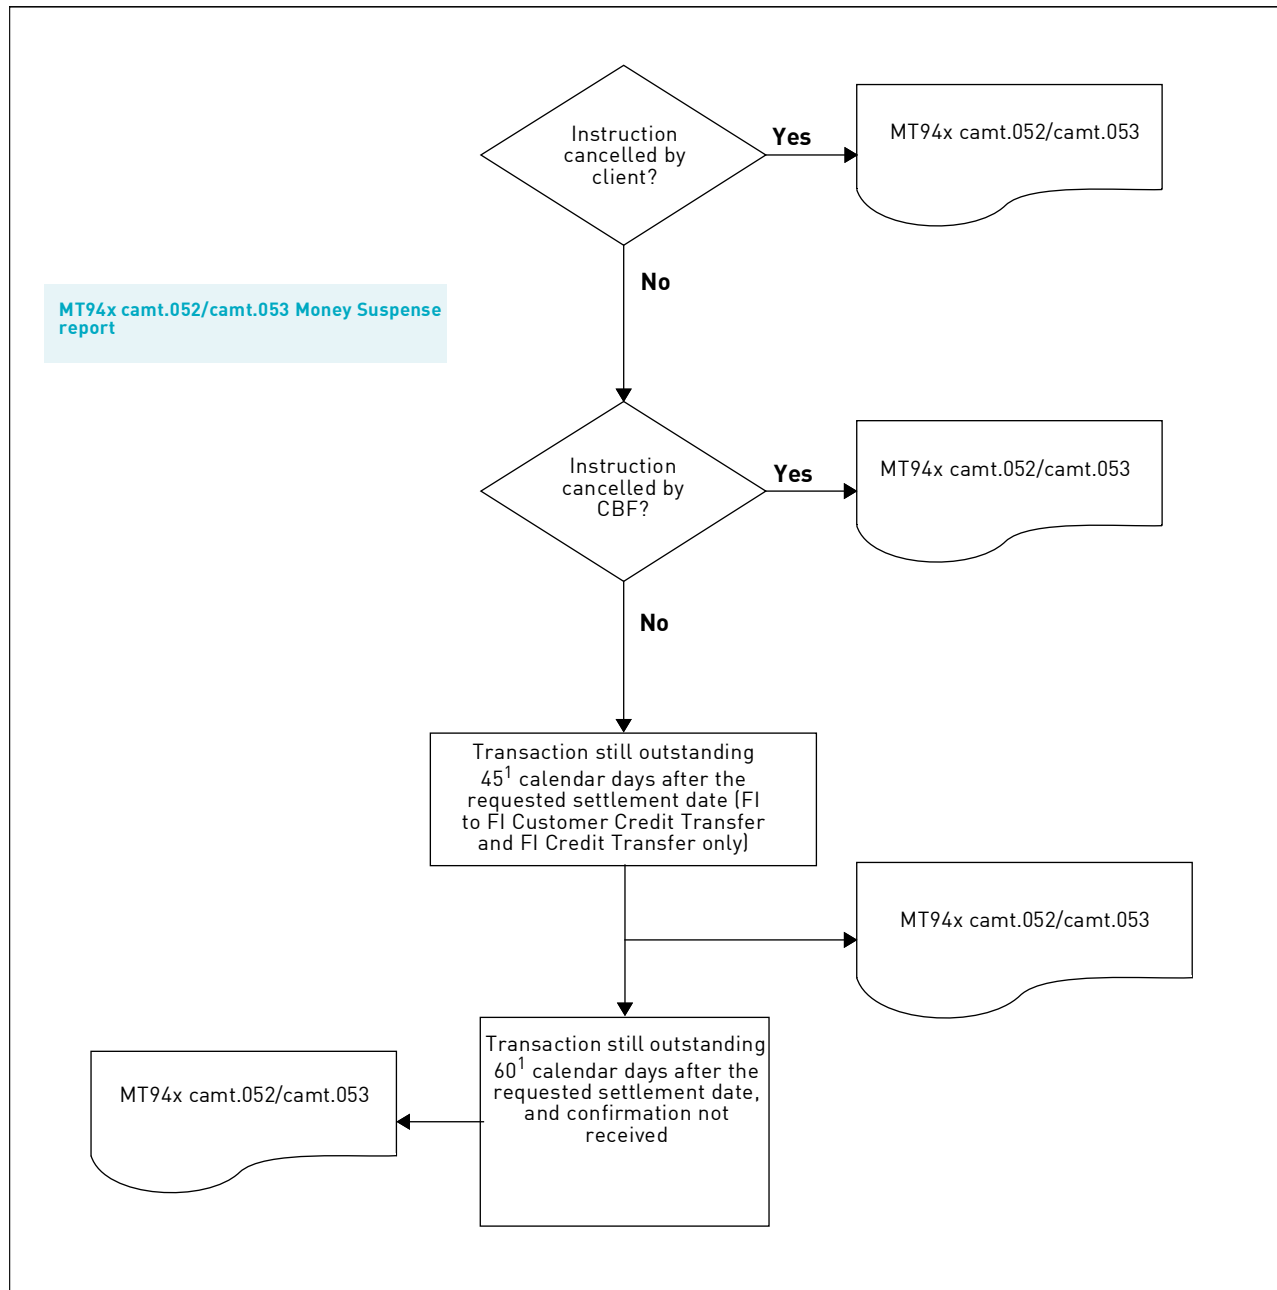 Instruction
cancelled by
client?
Yes
MT94x camt.052/camt.053
No
MT94x camt.052/camt.053 Money Suspense
report
Instruction
cancelled by
CBF?
Yes
MT94x camt.052/camt.053
No
Transaction still outstanding
45¹ calendar days after the
requested settlement date (FI
to FI Customer Credit Transfer
and FI Credit Transfer only)
MT94x camt.052/camt.053
Transaction still outstanding
60¹ calendar days after the
requested settlement date,
and confirmation not
received
MT94x camt.052/camt.053